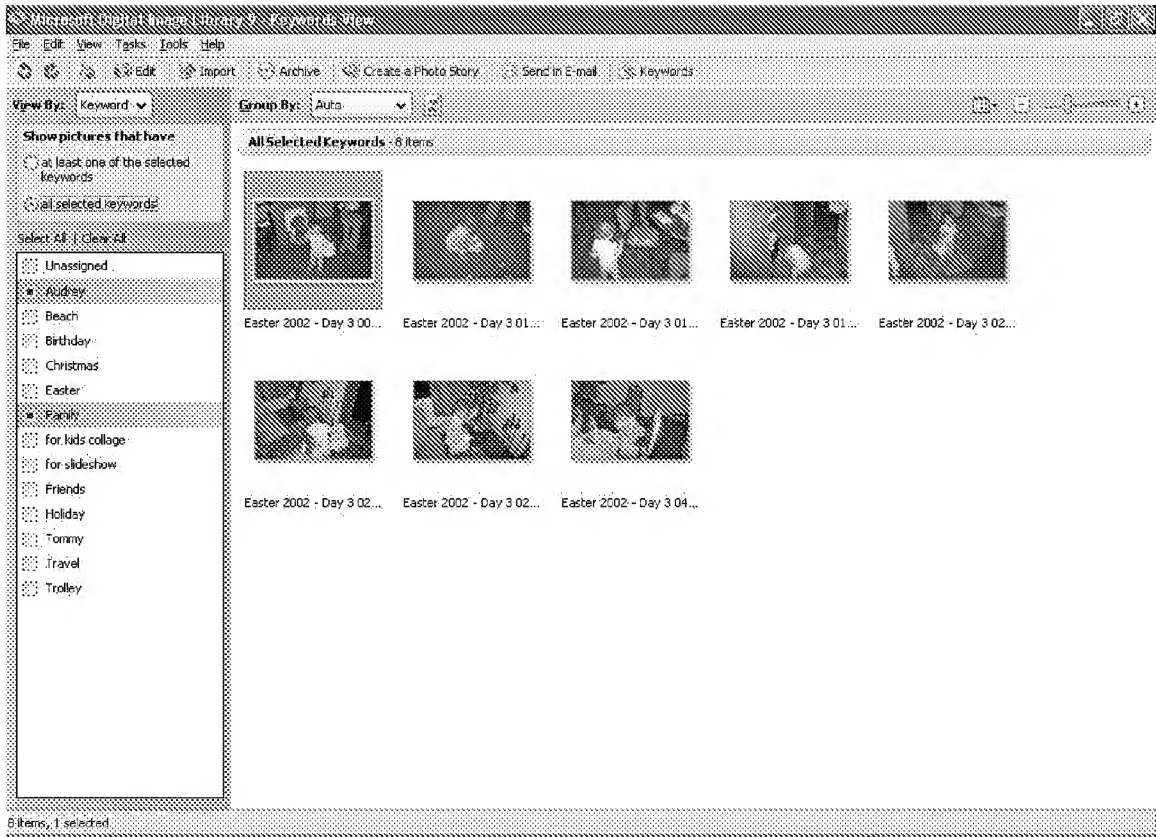 Microsoft Digital Image Library 9 - Keywords View
File Edit View Tasks Tools Help
Edit Import Archive Create a Photo Story Send in E-mail Keywords
View By: Keyword Group By: Auto
Show pictures that have
at least one of the selected
keywords
all selected keywords
Select All | Clear All
All Selected Keywords - 8 items
Unassigned
Audrey
Beach
Birthday
Christmas
Easter
Family
for kids collage
for slideshow
Friends
Holiday
Tommy
Travel
Trolley
Easter 2002 - Day 3 00... Easter 2002 - Day 3 01... Easter 2002 - Day 3 01... Easter 2002 - Day 3 01... Easter 2002 - Day 3 02...
Easter 2002 - Day 3 02... Easter 2002 - Day 3 02... Easter 2002 - Day 3 04...
8 items, 1 selected